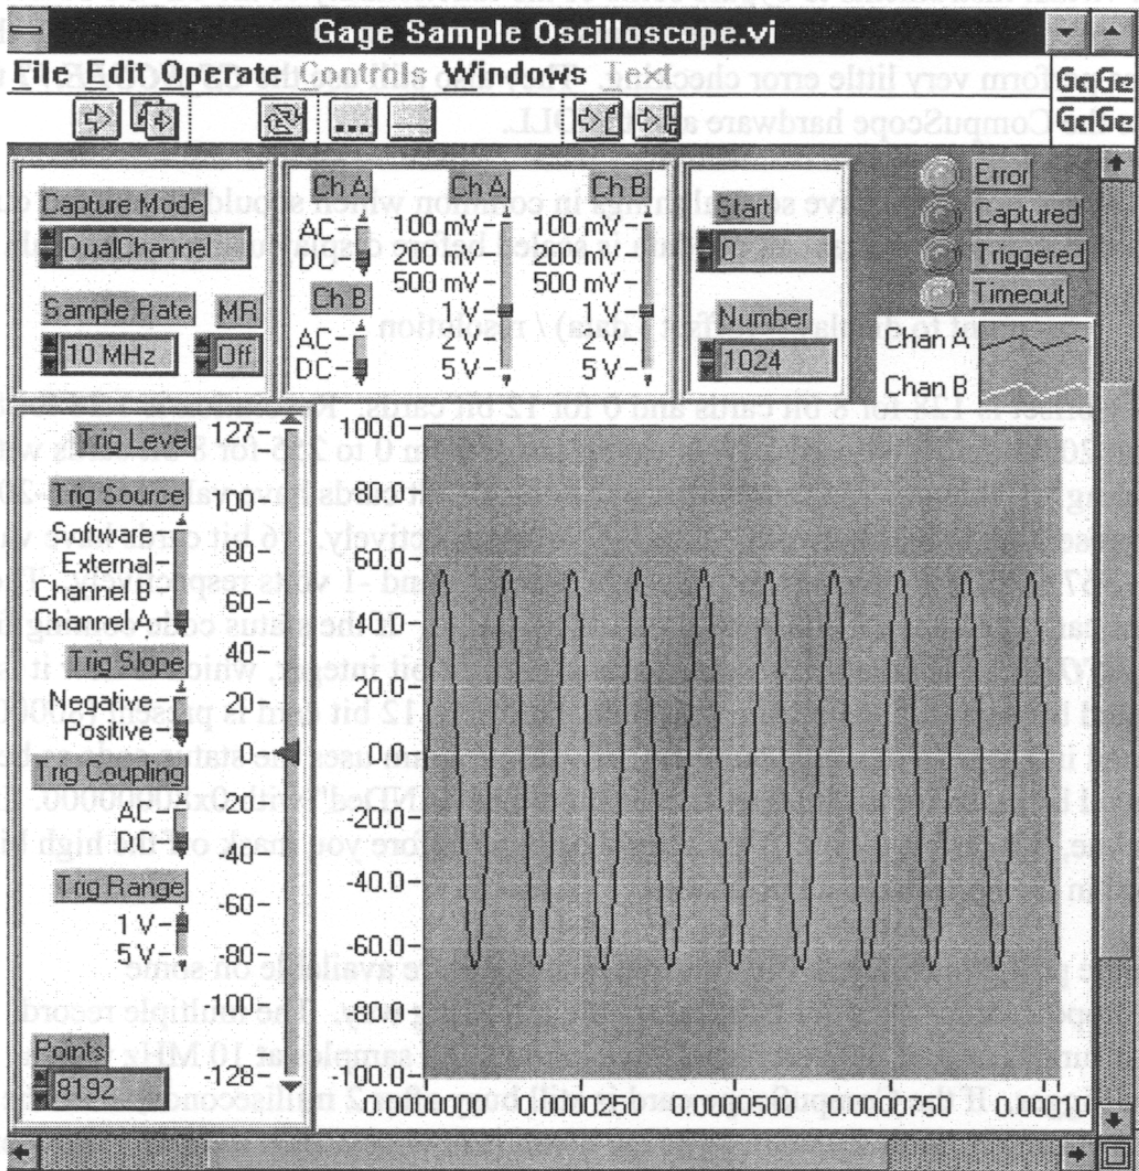 Gage Sample Oscilloscope.vi
File Edit Operate Controls Windows Text
GaGe
GaGe
Capture Mode
DualChannel
Sample Rate MR
10 MHz Off
Ch A
AC
DC
Ch B
AC
DC
Ch A
100 mV
200 mV
500 mV
1 V
2 V
5 V
Ch B
100 mV
200 mV
500 mV
1 V
2 V
5 V
Start
0
Number
1024
Error
Captured
Triggered
Timeout
Chan A
Chan B
Trig Level
Trig Source
Software
External
Channel B
Channel A
Trig Slope
Negative
Positive
Trig Coupling
AC
DC
Trig Range
1 V
5 V
Points
8192
127
100
80
60
40
20
0
-20
-40
-60
-80
-100
-128
100.0
80.0
60.0
40.0
20.0
0.0
-20.0
-40.0
-60.0
-80.0
-100.0
0.0000000 0.0000250 0.0000500 0.0000750 0.00010